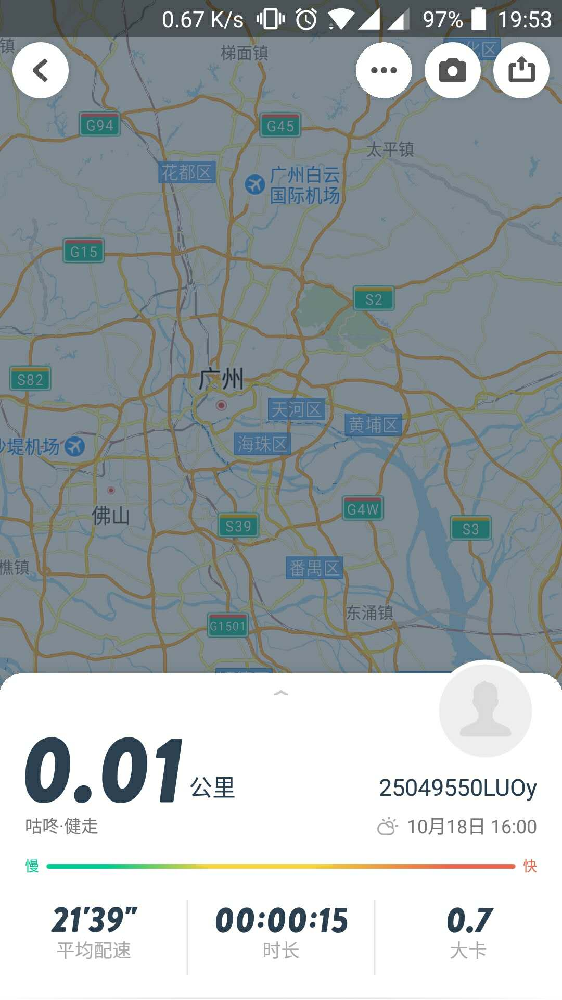 0.67 K/s 97% 19:53
镇
梯面镇
化区
G94
G45
太平镇
花都区
广州白云
国际机场
G15
S2
S82
广州
天河区
黄埔区
海珠区
沙堤机场
佛山
G4W
S39
S3
樵镇
番禺区
东涌镇
G1501
0.01 公里
25049550LUOy
咕咚·健走
10月18日 16:00
慢 快
21'39" 00:00:15 0.7
平均配速 时长 大卡